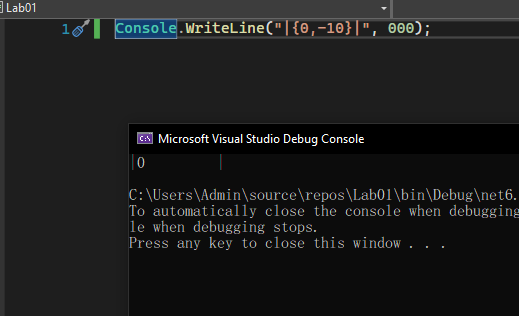 Lab01
1 Console.WriteLine("|{0,-10}|", 000);
Microsoft Visual Studio Debug Console
|0         |
C:\Users\Admin\source\repos\Lab01\bin\Debug\net6.
To automatically close the console when debugging
le when debugging stops.
Press any key to close this window . . .